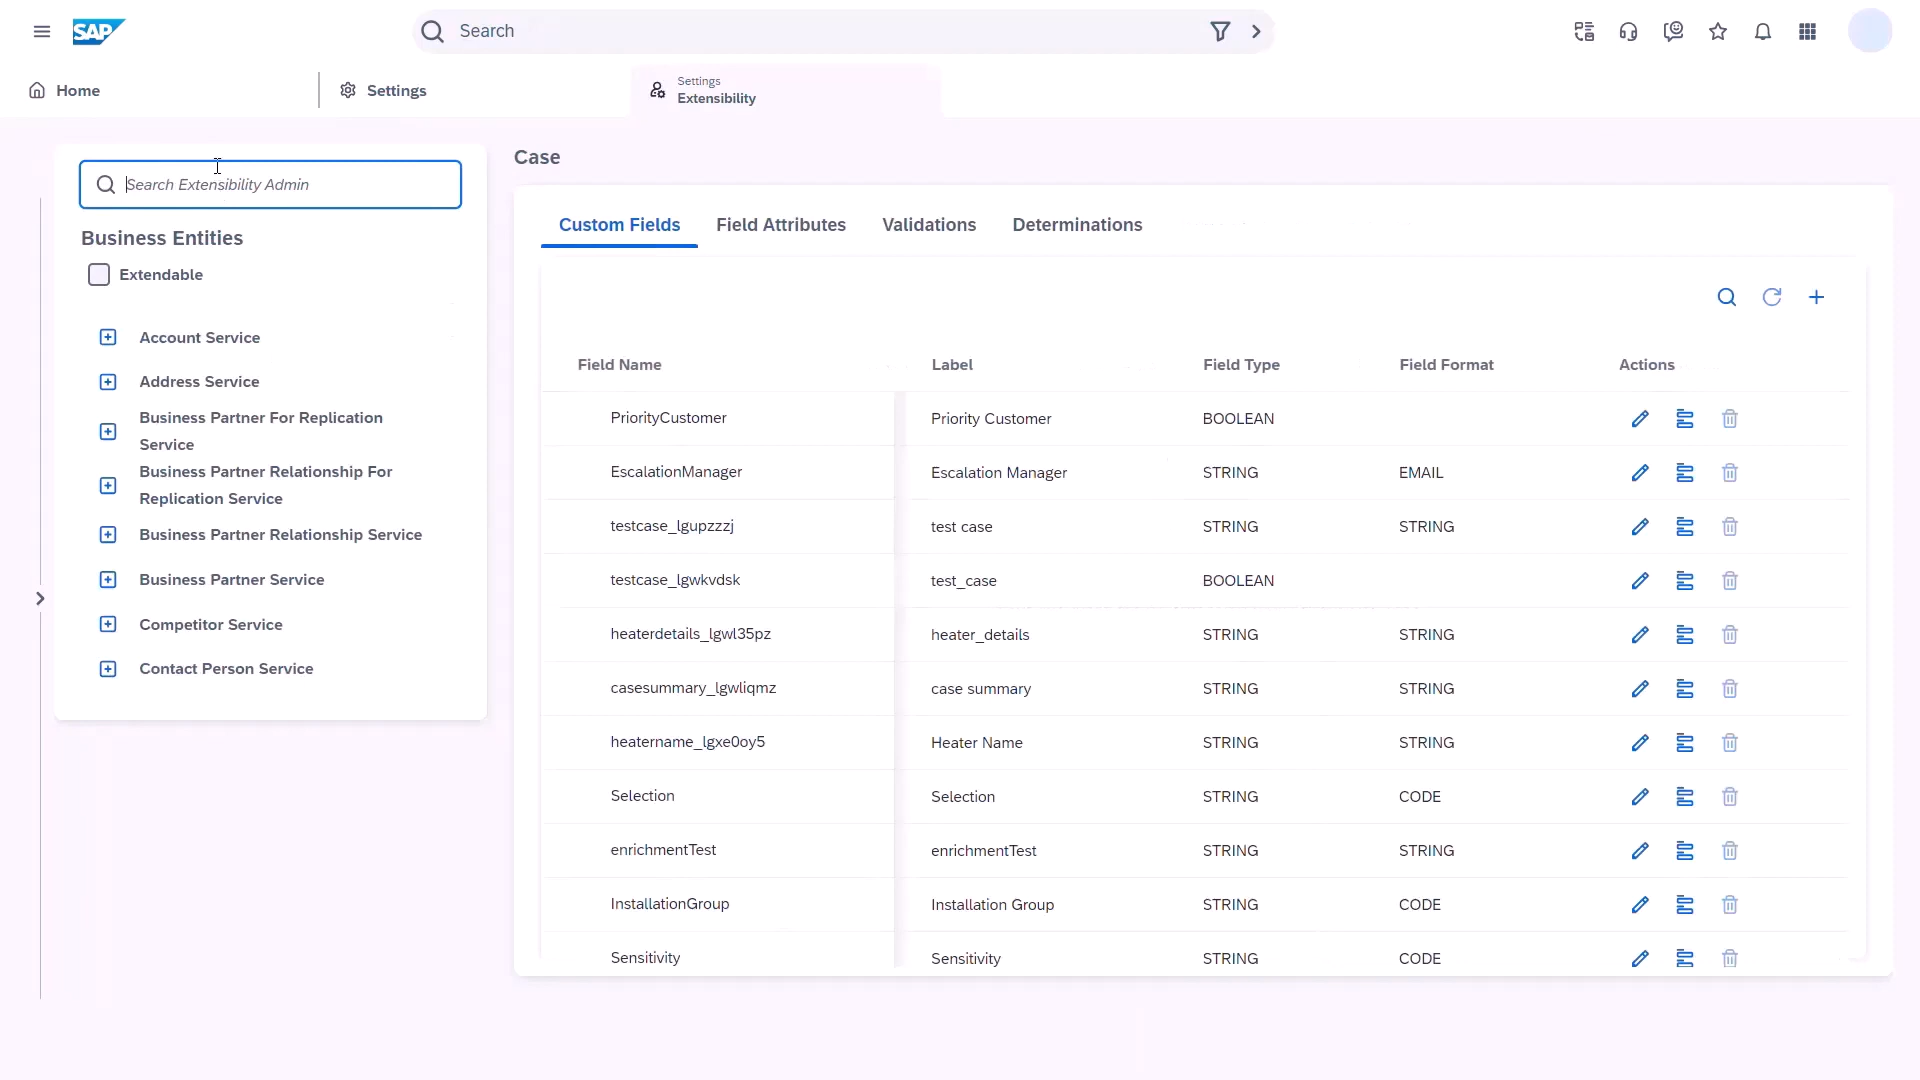 SAP
Search
Home
Settings
Settings
Extensibility
Search Extensibility Admin
Business Entities
Extendable
Account Service
Address Service
Business Partner For Replication
Service
Business Partner Relationship For
Replication Service
Business Partner Relationship Service
Business Partner Service
Competitor Service
Contact Person Service
Case
Custom Fields Field Attributes Validations Determinations
Field Name Label Field Type Field Format Actions
PriorityCustomer Priority Customer BOOLEAN
EscalationManager Escalation Manager STRING EMAIL
testcase_lgupzzzj test case STRING STRING
testcase_lgwkvdsk test_case BOOLEAN
heaterdetails_lgwl35pz heater_details STRING STRING
casesummary_lgwliqmz case summary STRING STRING
heatername_lgxe0oy5 Heater Name STRING STRING
Selection Selection STRING CODE
enrichmentTest enrichmentTest STRING STRING
InstallationGroup Installation Group STRING CODE
Sensitivity Sensitivity STRING CODE